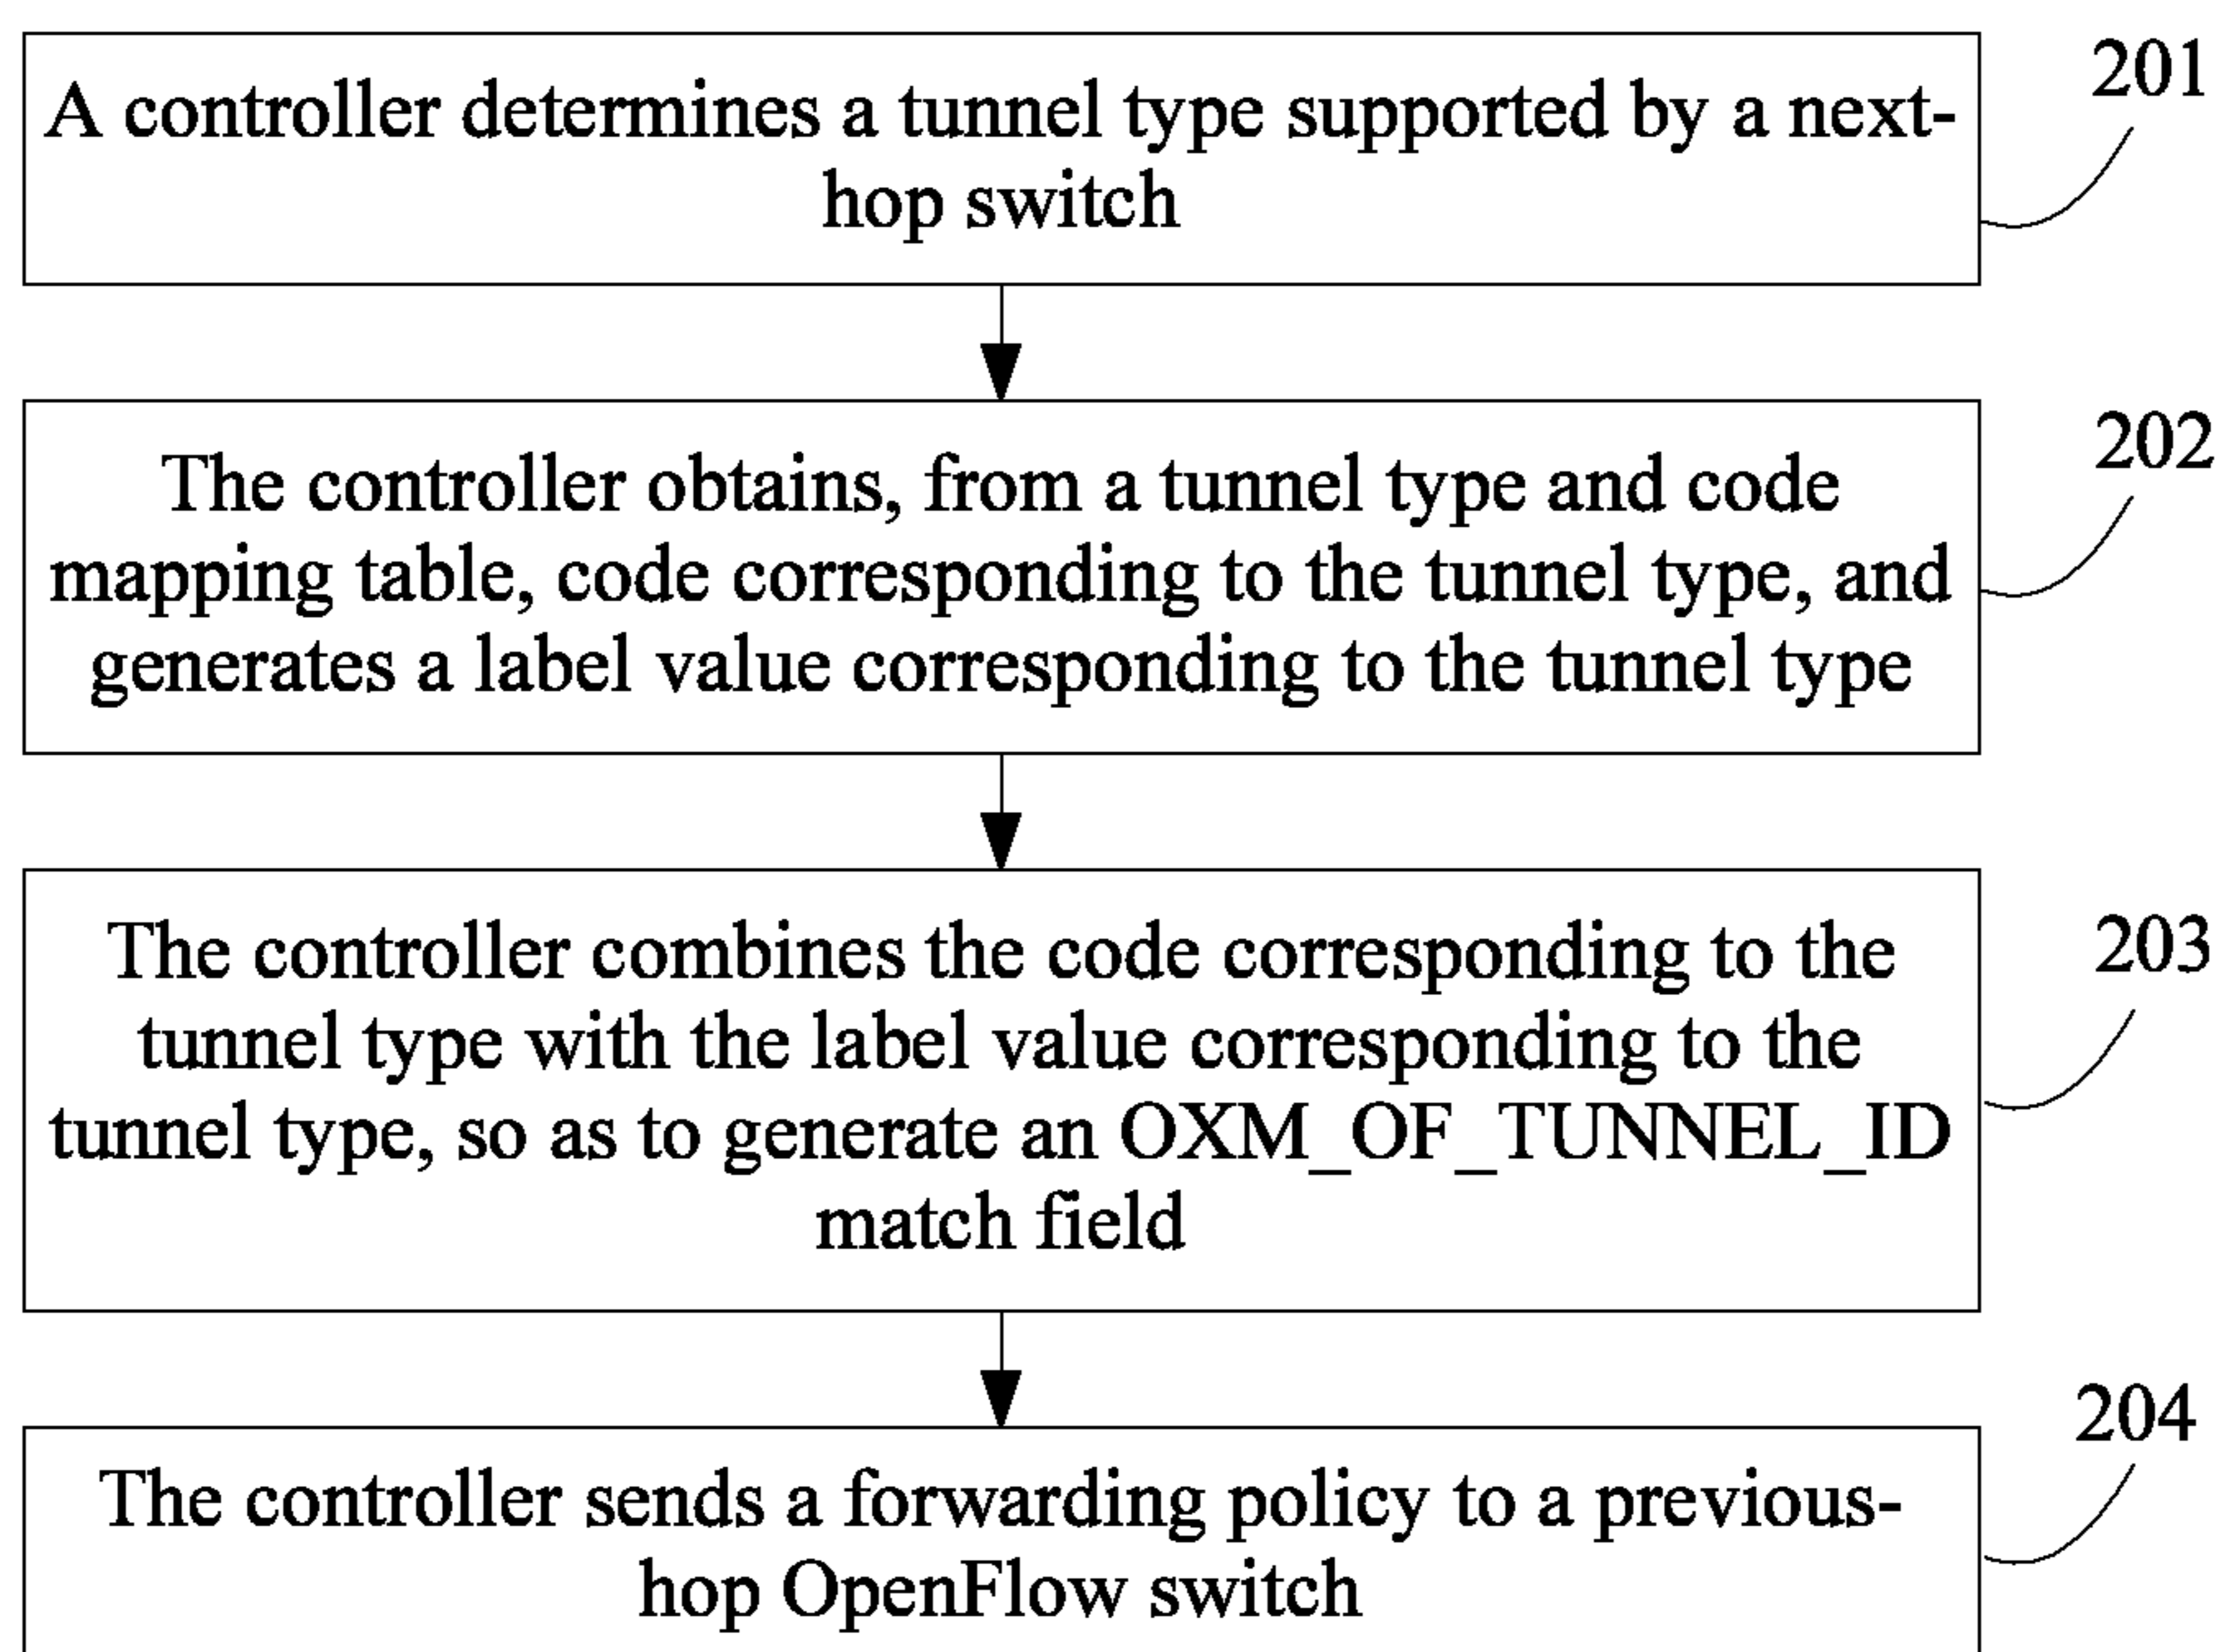 201
A controller determines a tunnel type supported by a next-
hop switch
202
The controller obtains, from a tunnel type and code
mapping table, code corresponding to the tunnel type, and
generates a label value corresponding to the tunnel type
203
The controller combines the code corresponding to the
tunnel type with the label value corresponding to the
tunnel type, so as to generate an OXM_OF_TUNNEL_ID
match field
204
The controller sends a forwarding policy to a previous-
hop OpenFlow switch